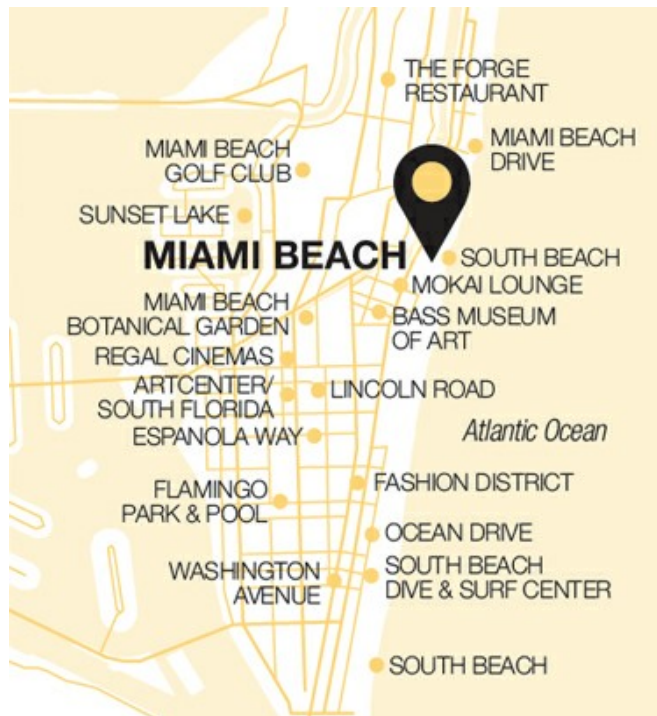 THE FORGE
RESTAURANT
MIAMI BEACH
DRIVE
MIAMI BEACH
GOLF CLUB
SUNSET LAKE
MIAMI BEACH
SOUTH BEACH
MOKAI LOUNGE
MIAMI BEACH
BOTANICAL GARDEN
BASS MUSEUM
OF ART
REGAL CINEMAS
ARTCENTER/
SOUTH FLORIDA
LINCOLN ROAD
ESPANOLA WAY
Atlantic Ocean
FLAMINGO
PARK & POOL
FASHION DISTRICT
OCEAN DRIVE
WASHINGTON
AVENUE
SOUTH BEACH
DIVE & SURF CENTER
SOUTH BEACH